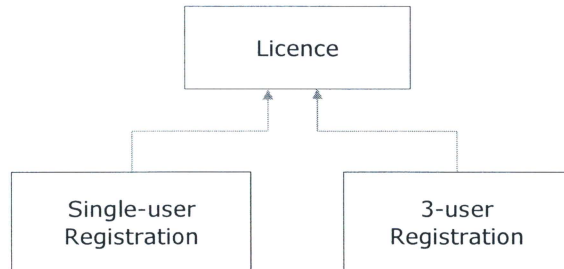 Licence
Single-user
Registration
3-user
Registration